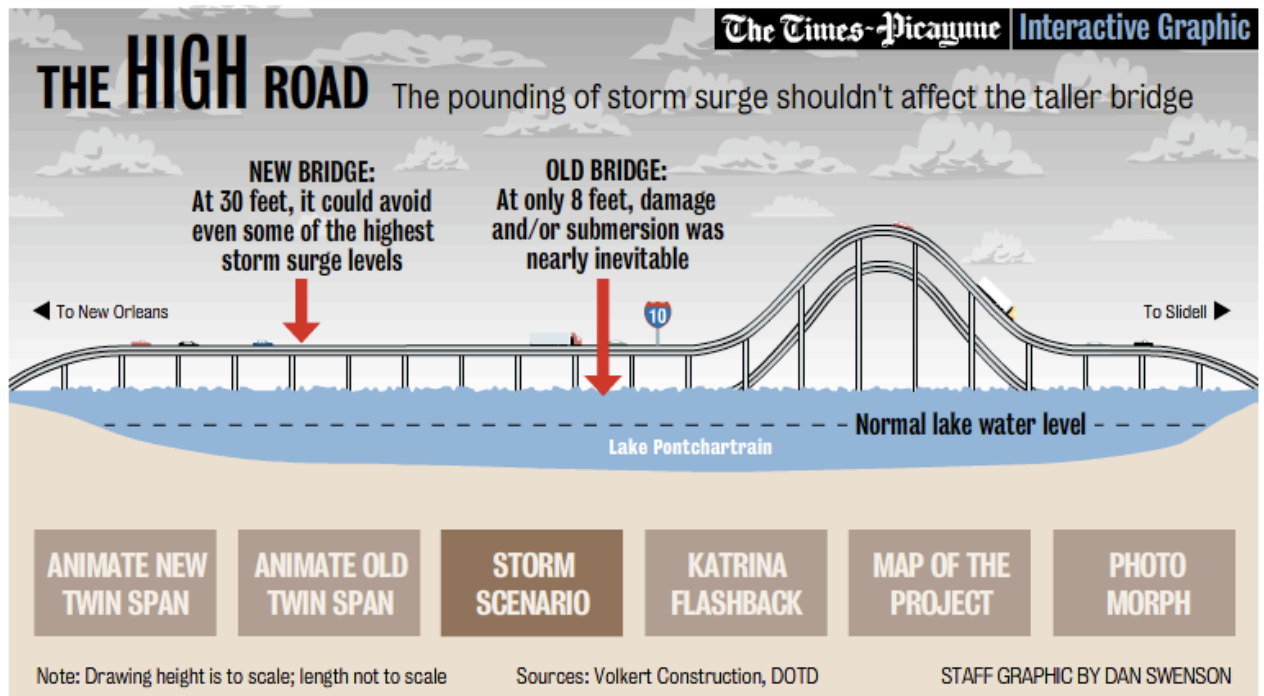 The Times-Picayune Interactive Graphic
THE HIGH ROAD The pounding of storm surge shouldn't affect the taller bridge
NEW BRIDGE:
At 30 feet, it could avoid
even some of the highest
storm surge levels
OLD BRIDGE:
At only 8 feet, damage
and/or submersion was
nearly inevitable
To New Orleans
10
To Slidell
Normal lake water level
Lake Pontchartrain
ANIMATE NEW
TWIN SPAN
ANIMATE OLD
TWIN SPAN
STORM
SCENARIO
KATRINA
FLASHBACK
MAP OF THE
PROJECT
PHOTO
MORPH
Note: Drawing height is to scale; length not to scale
Sources: Volkert Construction, DOTD
STAFF GRAPHIC BY DAN SWENSON